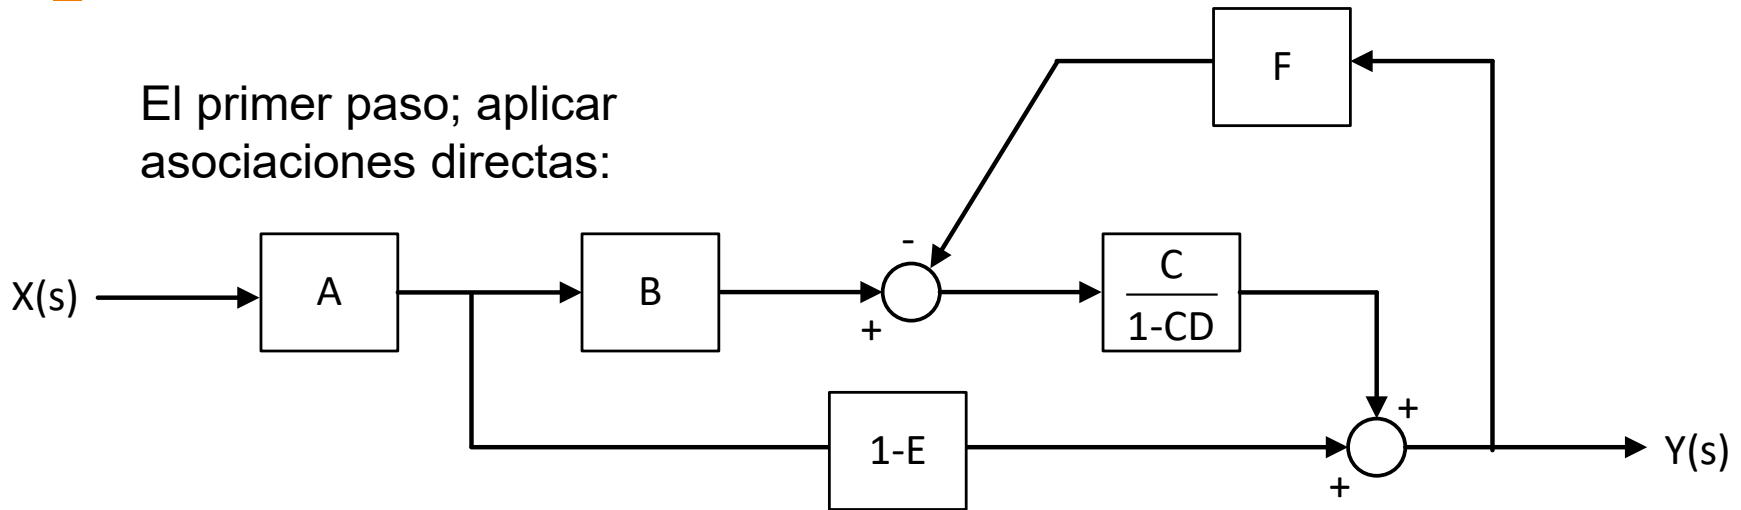 El primer paso; aplicar
asociaciones directas:
F
X(s)
A
B
-
+
C
1-CD
+
1-E
+
Y(s)